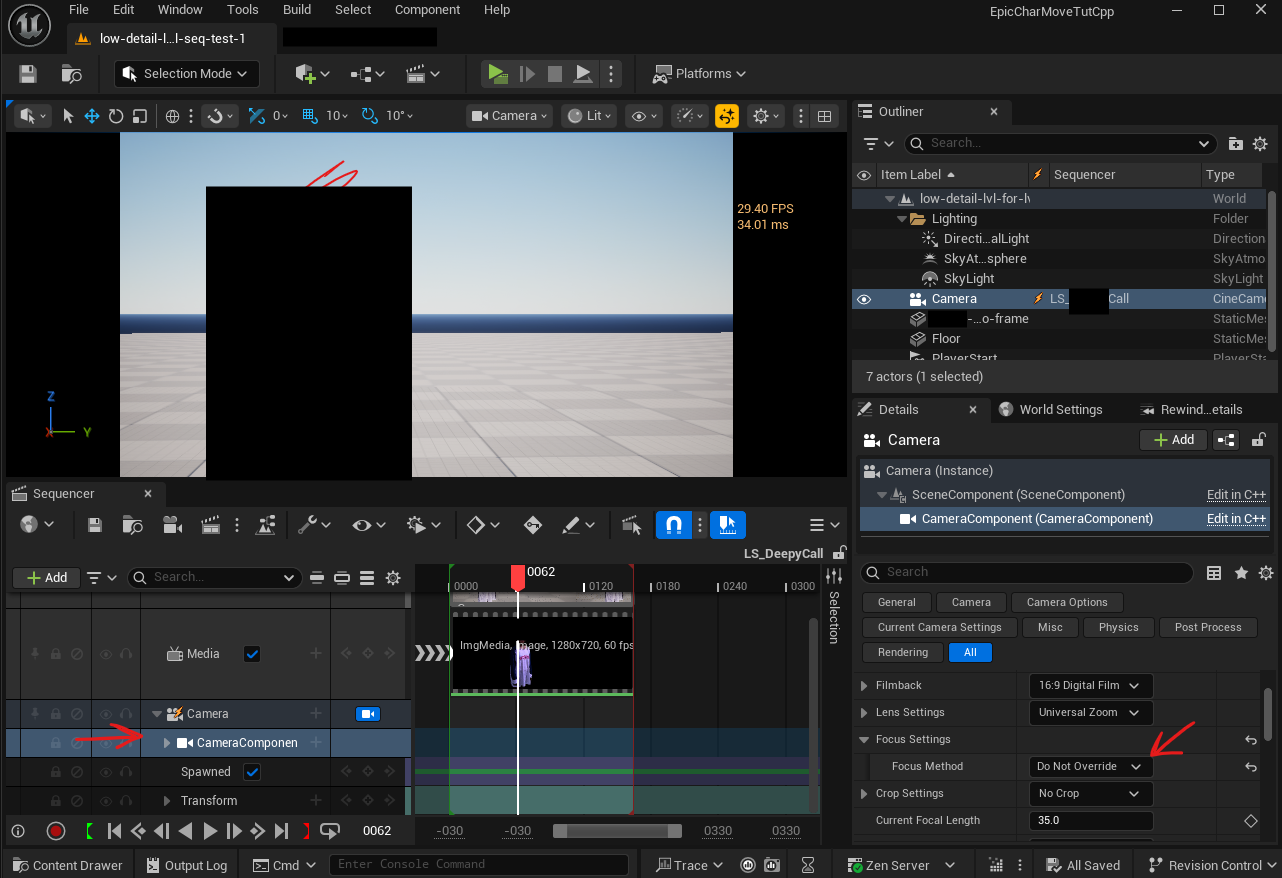 File Edit Window Tools Build Select Component Help
EpicCharMoveTutCpp
low-detail-l...l-seq-test-1
Selection Mode
Platforms
0 10 10° Camera Lit
29.40 FPS
34.01 ms
Z
X Y
Outliner
Search...
Item Label Sequencer Type
low-detail-lvl-for-lv World
Lighting Folder
Directi...alLight Direction
SkyAt...sphere SkyAtmo
SkyLight SkyLight
Camera LS_ Call CineCame
-...o-frame StaticMes
Floor StaticMes
PlayerStart PlayerSta
7 actors (1 selected)
Details World Settings Rewind...etails
Camera Add
Camera (Instance)
SceneComponent (SceneComponent) Edit in C++
CameraComponent (CameraComponent) Edit in C++
Search
General Camera Camera Options
Current Camera Settings Misc Physics Post Process
Rendering All
Filmback 16:9 Digital Film
Lens Settings Universal Zoom
Focus Settings
Focus Method Do Not Override
Crop Settings No Crop
Current Focal Length 35.0
Sequencer
LS_DeepyCall
Add Search...
0062
0000 0120 0180 0240 0300
Selection
Media
ImgMedia, Image, 1280x720, 60 fps
Camera
CameraComponen
Spawned
Transform
0062
-030 -030 0330 0330
Content Drawer Output Log Cmd Enter Console Command Trace Zen Server All Saved Revision Control